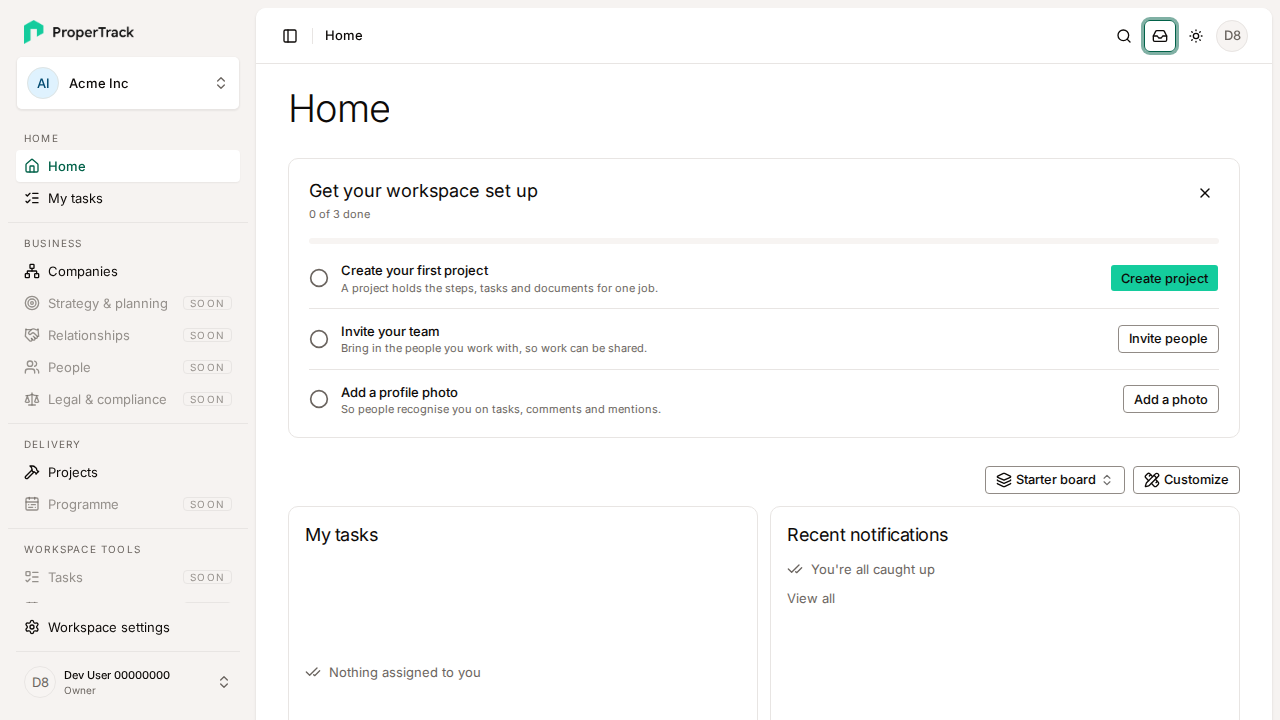 ProperTrack
AI
Acme Inc
HOME
Home
My tasks
BUSINESS
Companies
Strategy & planning
SOON
Relationships
SOON
People
SOON
Legal & compliance
SOON
DELIVERY
Projects
Programme
SOON
WORKSPACE TOOLS
Tasks
SOON
Workspace settings
D8
Dev User 00000000
Owner
Home
D8
Home
Get your workspace set up
0 of 3 done
Create your first project
A project holds the steps, tasks and documents for one job.
Create project
Invite your team
Bring in the people you work with, so work can be shared.
Invite people
Add a profile photo
So people recognise you on tasks, comments and mentions.
Add a photo
Starter board
Customize
My tasks
Nothing assigned to you
Recent notifications
You're all caught up
View all